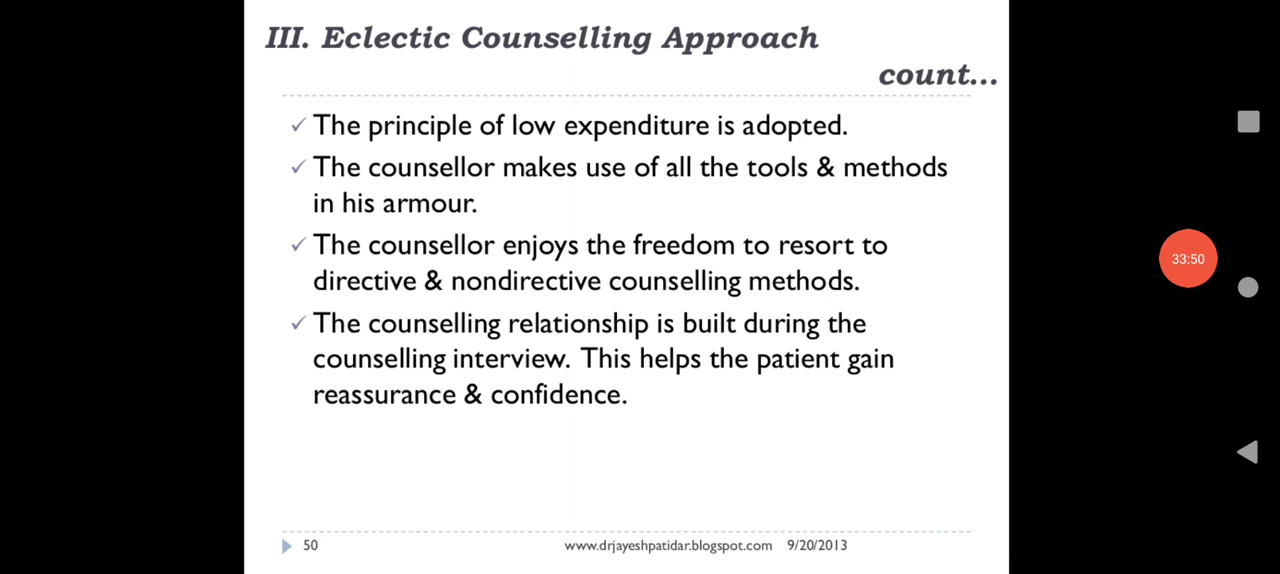 III. Eclectic Counselling Approach
count...
✓ The principle of low expenditure is adopted.
✓ The counsellor makes use of all the tools & methods
in his armour.
✓ The counsellor enjoys the freedom to resort to
directive & nondirective counselling methods.
✓ The counselling relationship is built during the
counselling interview. This helps the patient gain
reassurance & confidence.
33:50
50 www.drjayeshpatidar.blogspot.com 9/20/2013